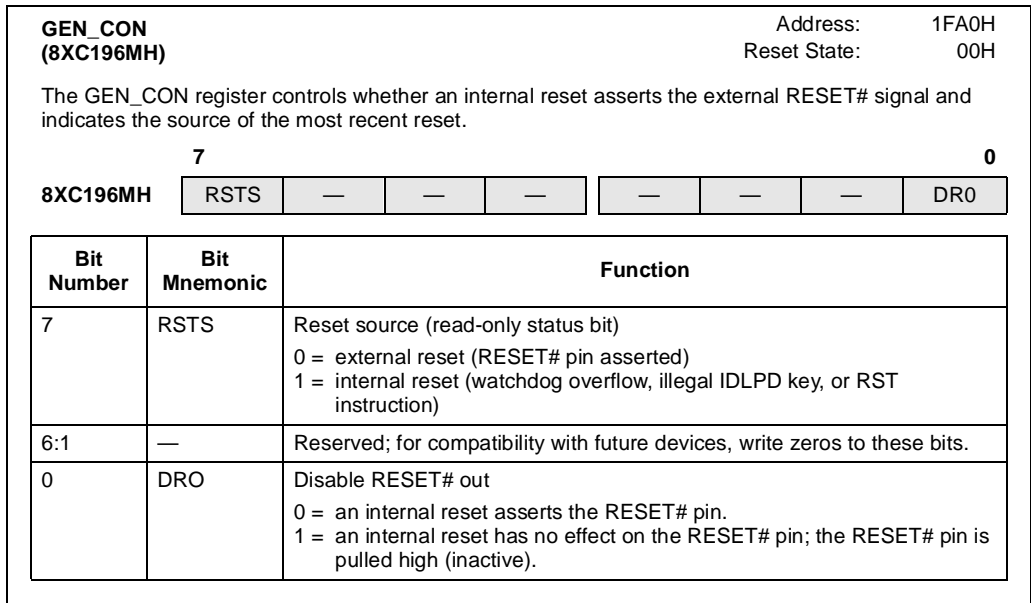 GEN_CON Address: 1FA0H
(8XC196MH) Reset State: 00H
The GEN_CON register controls whether an internal reset asserts the external RESET# signal and
indicates the source of the most recent reset.
7 0
8XC196MH RSTS — — — — — — DR0
Bit Number Bit Mnemonic Function
7 RSTS Reset source (read-only status bit)
0 = external reset (RESET# pin asserted)
1 = internal reset (watchdog overflow, illegal IDLPD key, or RST
instruction)
6:1 — Reserved; for compatibility with future devices, write zeros to these bits.
0 DRO Disable RESET# out
0 = an internal reset asserts the RESET# pin.
1 = an internal reset has no effect on the RESET# pin; the RESET# pin is
pulled high (inactive).